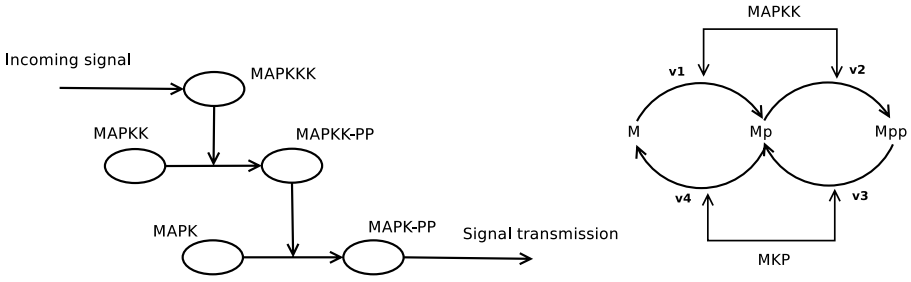 Incoming signal
MAPKKK
MAPKK
MAPKK-PP
MAPK
MAPK-PP
Signal transmission
MAPKK
v1
v2
M
Mp
Mpp
v4
v3
MKP